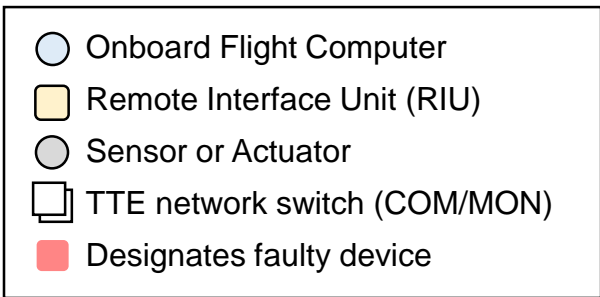 Onboard Flight Computer
Remote Interface Unit (RIU)
Sensor or Actuator
TTE network switch (COM/MON)
Designates faulty device